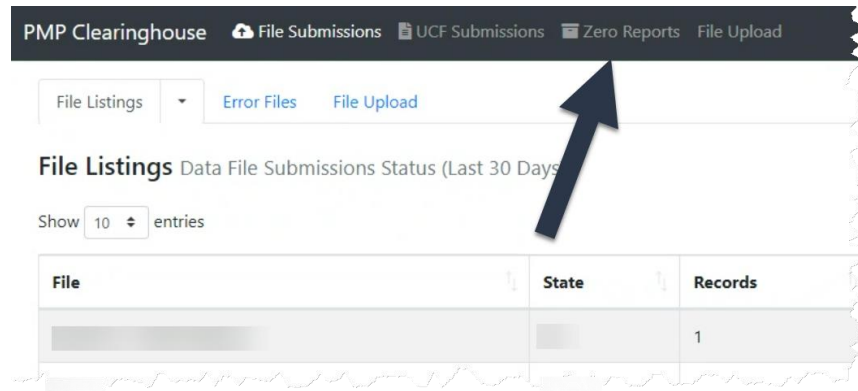 PMP Clearinghouse File Submissions UCF Submissions Zero Reports File Upload
File Listings Error Files File Upload
File Listings Data File Submissions Status (Last 30 Days
Show 10 entries
File State Records
1